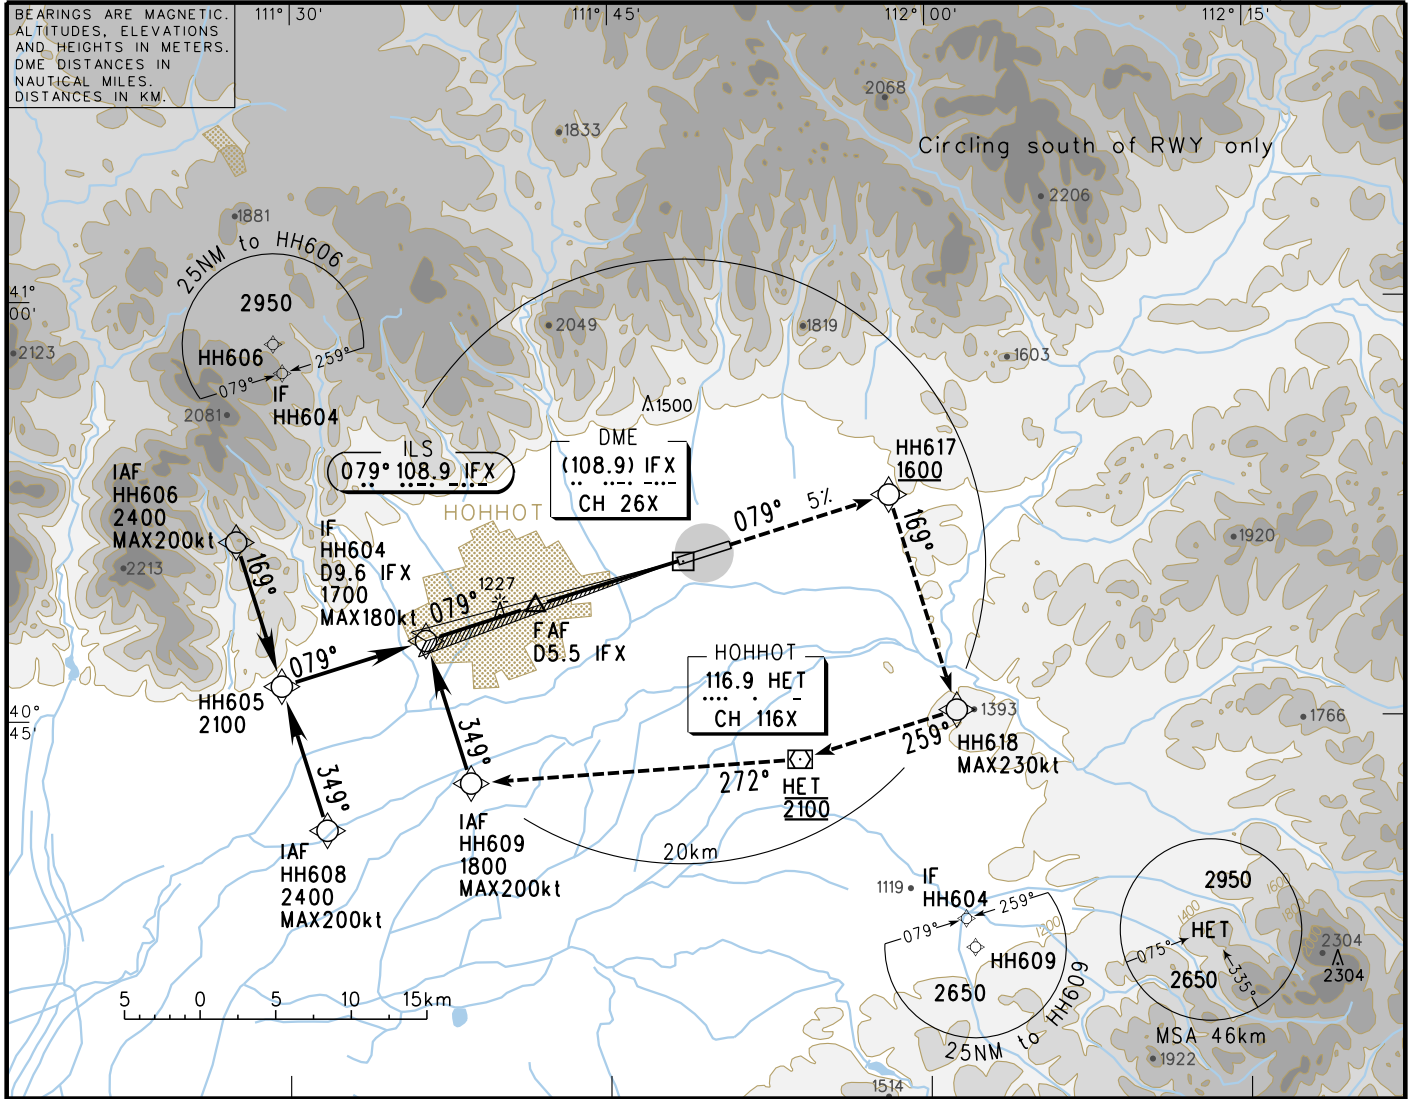 BEARINGS ARE MAGNETIC.
ALTITUDES, ELEVATIONS
AND HEIGHTS IN METERS.
DME DISTANCES IN
NAUTICAL MILES.
DISTANCES IN KM.
111° 30'
111° 45'
112° 00'
112° 15'
2068
1833
Circling south of RWY only
2206
1881
25NM to HH606
2950
41°
00'
2049
1819
2123
1603
HH606
259°
079°
IF
HH604
2081
1500
ILS
079° 108.9 IFX
DME
(108.9) IFX
CH 26X
HH617
1600
IAF
HH606
2400
MAX200kt
HOHHOT
079°
5%
169°
IF
HH604
D9.6 IFX
1700
MAX180kt
1920
2213
169°
1227
079°
FAF
D5.5 IFX
079°
HOHHOT
116.9 HET
CH 116X
HH605
2100
40°
45'
1393
1766
259°
HH618
MAX230kt
349°
349°
272°
HET
2100
IAF
HH609
1800
MAX200kt
IAF
HH608
2400
MAX200kt
20km
1119
IF
HH604
259°
079°
1200
HH609
2650
25NM to HH609
2950
1600
1400
HET
075°
335°
2650
MSA 46km
2304
2304
5 0 5 10 15km
1922
1514